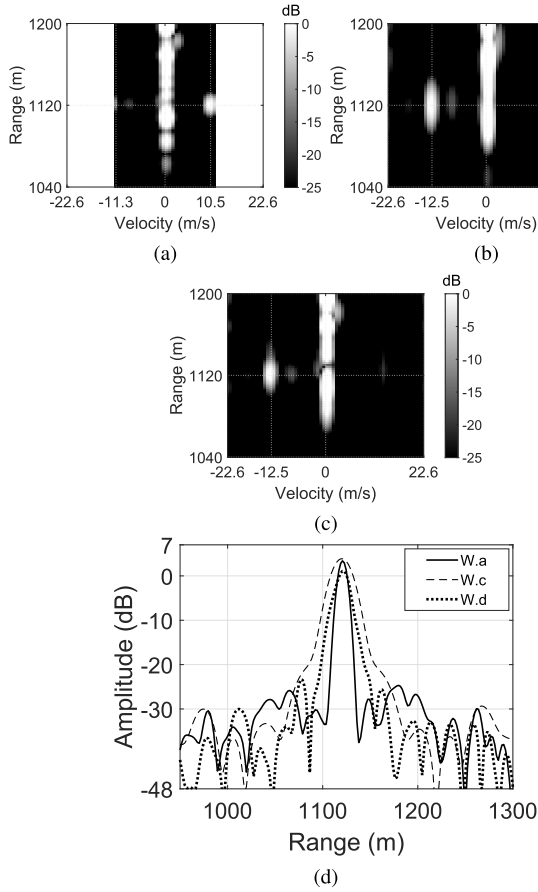 dB
1200
1120
1040
Range (m)
-22.6 -11.3 0 10.5 22.6
Velocity (m/s)
0
-5
-10
-15
-20
-25
(a)
1200
1120
1040
Range (m)
-22.6 -12.5 0
Velocity (m/s)
(b)
dB
1200
1120
1040
Range (m)
-22.6 -12.5 0 22.6
Velocity (m/s)
0
-5
-10
-15
-20
-25
(c)
7
0
-10
-20
-30
-48
Amplitude (dB)
W.a
W.c
W.d
1000 1100 1200 1300
Range (m)
(d)